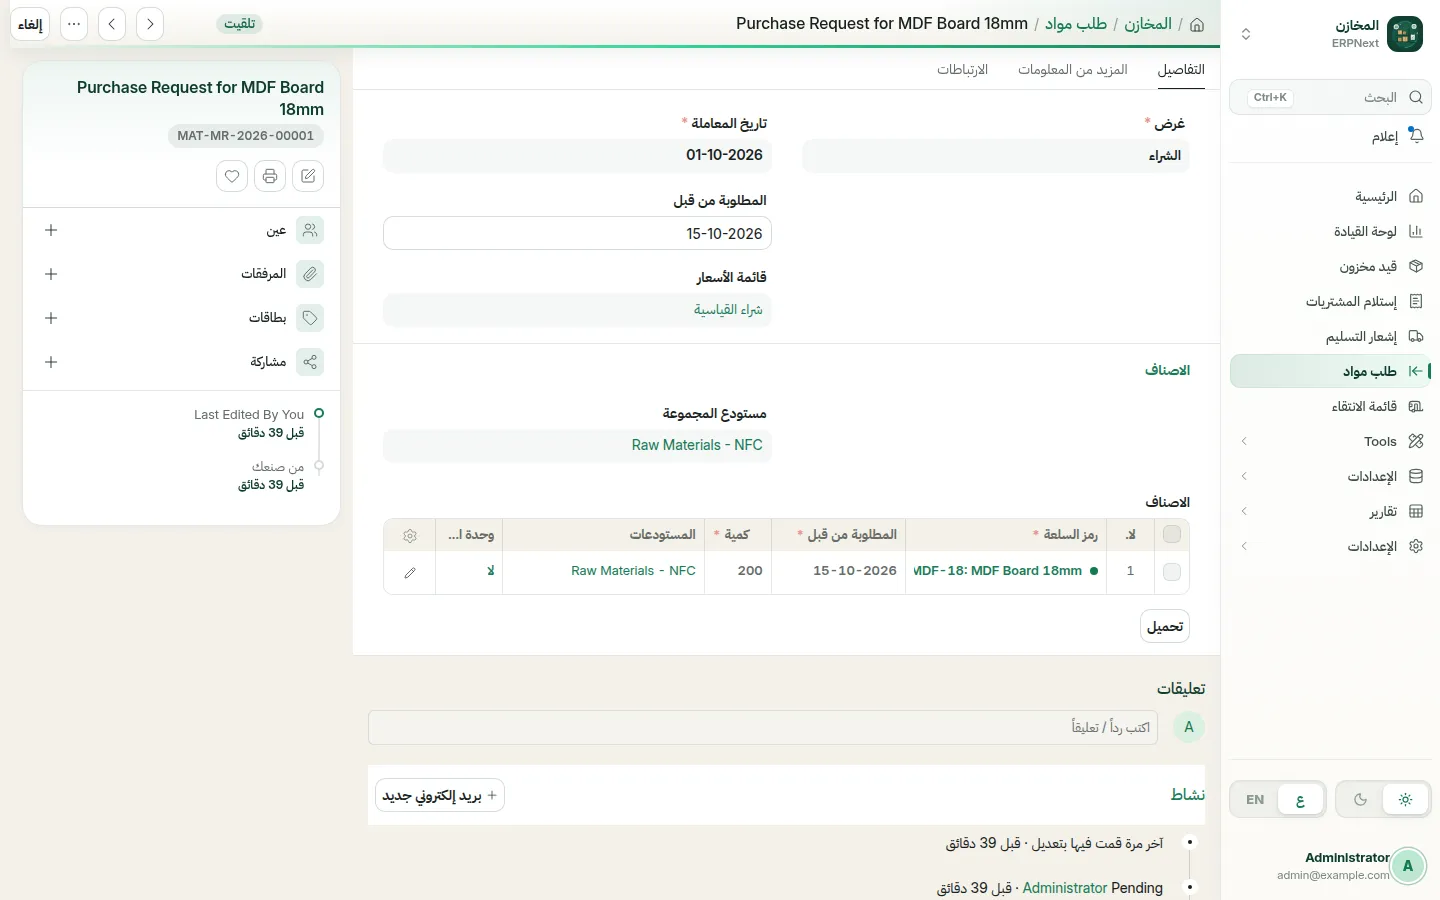 المخازن
ERPNext
البحث
Ctrl+K
إعلام
الرئيسية
لوحة القيادة
قيد مخزون
إستلام المشتريات
إشعار التسليم
طلب مواد
قائمة الانتقاء
Tools
الإعدادات
تقارير
الإعدادات
ع
EN
Administrator
admin@example.com
A
المخازن / طلب مواد / Purchase Request for MDF Board 18mm
تلقيت
إلغاء
التفاصيل
المزيد من المعلومات
الارتباطات
غرض *
الشراء
تاريخ المعاملة *
01-10-2026
المطلوبة من قبل
15-10-2026
قائمة الأسعار
شراء القياسية
الاصناف
مستودع المجموعة
Raw Materials - NFC
الاصناف
لا. رمز السلعة * المطلوبة من قبل * كمية * المستودعات وحدة ا...
1 MDF-18: MDF Board 18mm 15-10-2026 200 Raw Materials - NFC لا
تحميل
تعليقات
A
اكتب رداً / تعليقاً
نشاط
+ بريد إلكتروني جديد
آخر مرة قمت فيها بتعديل · قبل 39 دقائق
Administrator Pending · قبل 39 دقائق
Purchase Request for MDF Board
18mm
MAT-MR-2026-00001
عين
المرفقات
بطاقات
مشاركة
Last Edited By You
قبل 39 دقائق
من صنعك
قبل 39 دقائق